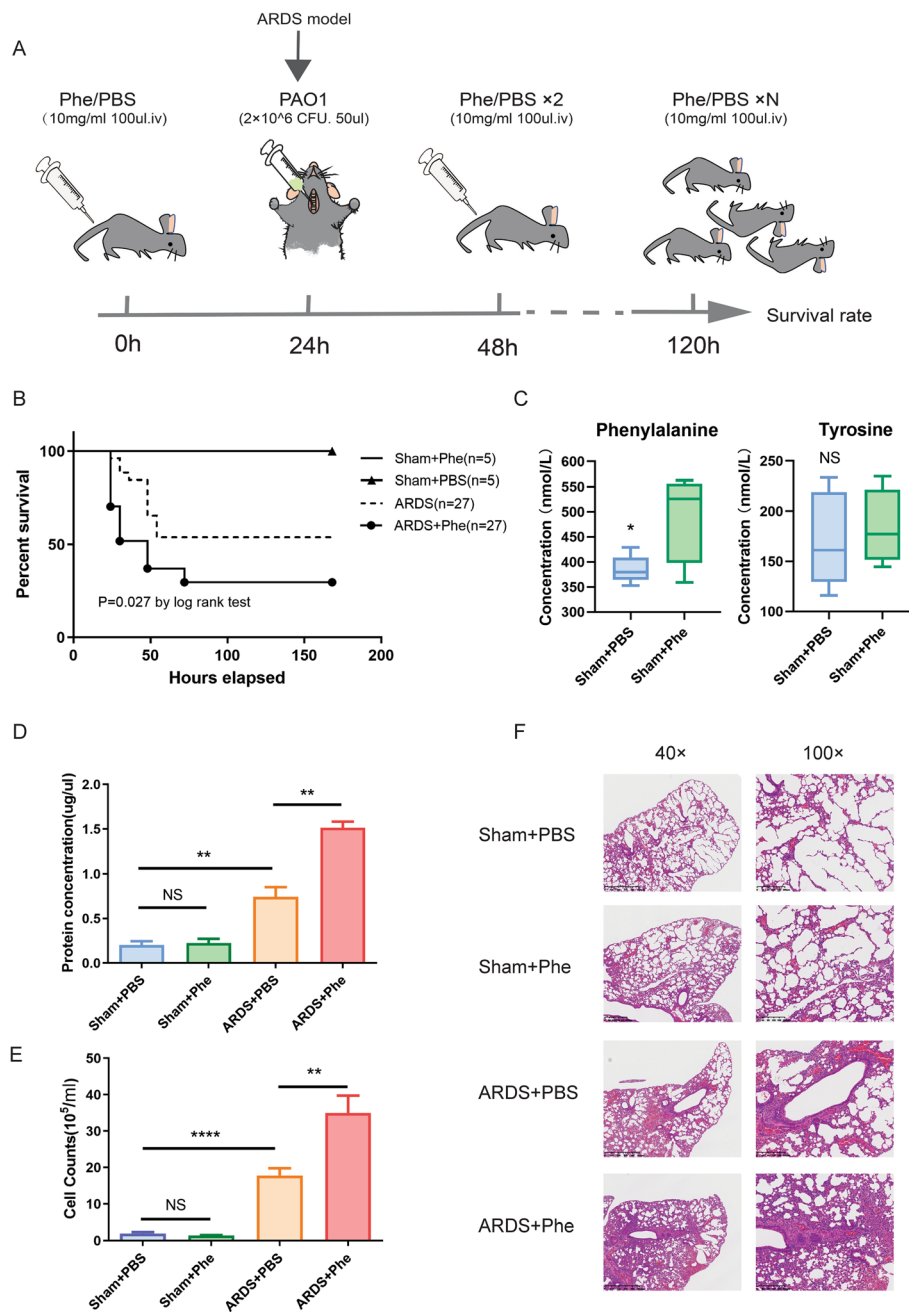 ARDS model
A
Phe/PBS
(10mg/ml 100ul.iv)
PAO1
(2×10^6 CFU. 50ul)
Phe/PBS ×2
(10mg/ml 100ul.iv)
Phe/PBS ×N
(10mg/ml 100ul.iv)
0h
24h
48h
120h
Survival rate
B
Percent survival
100
50
0
0
50
100
150
200
Hours elapsed
P=0.027 by log rank test
Sham+Phe(n=5)
Sham+PBS(n=5)
ARDS(n=27)
ARDS+Phe(n=27)
C
Phenylalanine
Concentration (nmol/L)
600
550
500
450
400
350
300
*
Sham+PBS
Sham+Phe
Tyrosine
Concentration (nmol/L)
250
200
150
100
NS
Sham+PBS
Sham+Phe
D
Protein concentration(ug/ul)
2.0
1.5
1.0
0.5
0.0
**
**
NS
Sham+PBS
Sham+Phe
ARDS+PBS
ARDS+Phe
E
Cell Counts(10⁵/ml)
50
40
30
20
10
0
**
****
NS
Sham+PBS
Sham+Phe
ARDS+PBS
ARDS+Phe
F
40×
100×
Sham+PBS
Sham+Phe
ARDS+PBS
ARDS+Phe